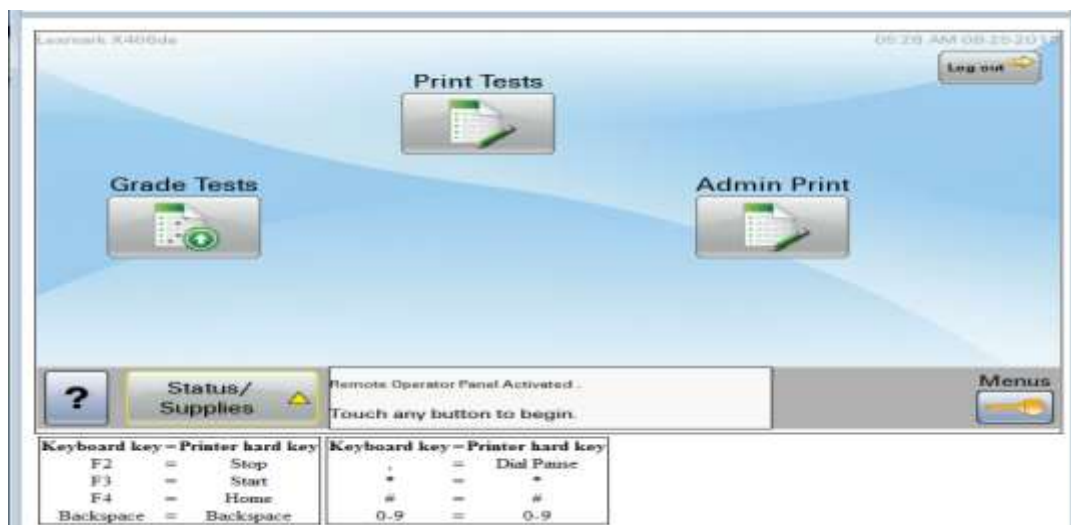 Lexmark X466de
Log out
Print Tests
Grade Tests
Admin Print
?
Status/
Supplies
Remote Operator Panel Activated .
Touch any button to begin.
Menus
Keyboard key = Printer hard key
F2 = Stop
F3 = Start
F4 = Home
Backspace = Backspace
Keyboard key = Printer hard key
, = Dial Pause
* = *
# = #
0-9 = 0-9